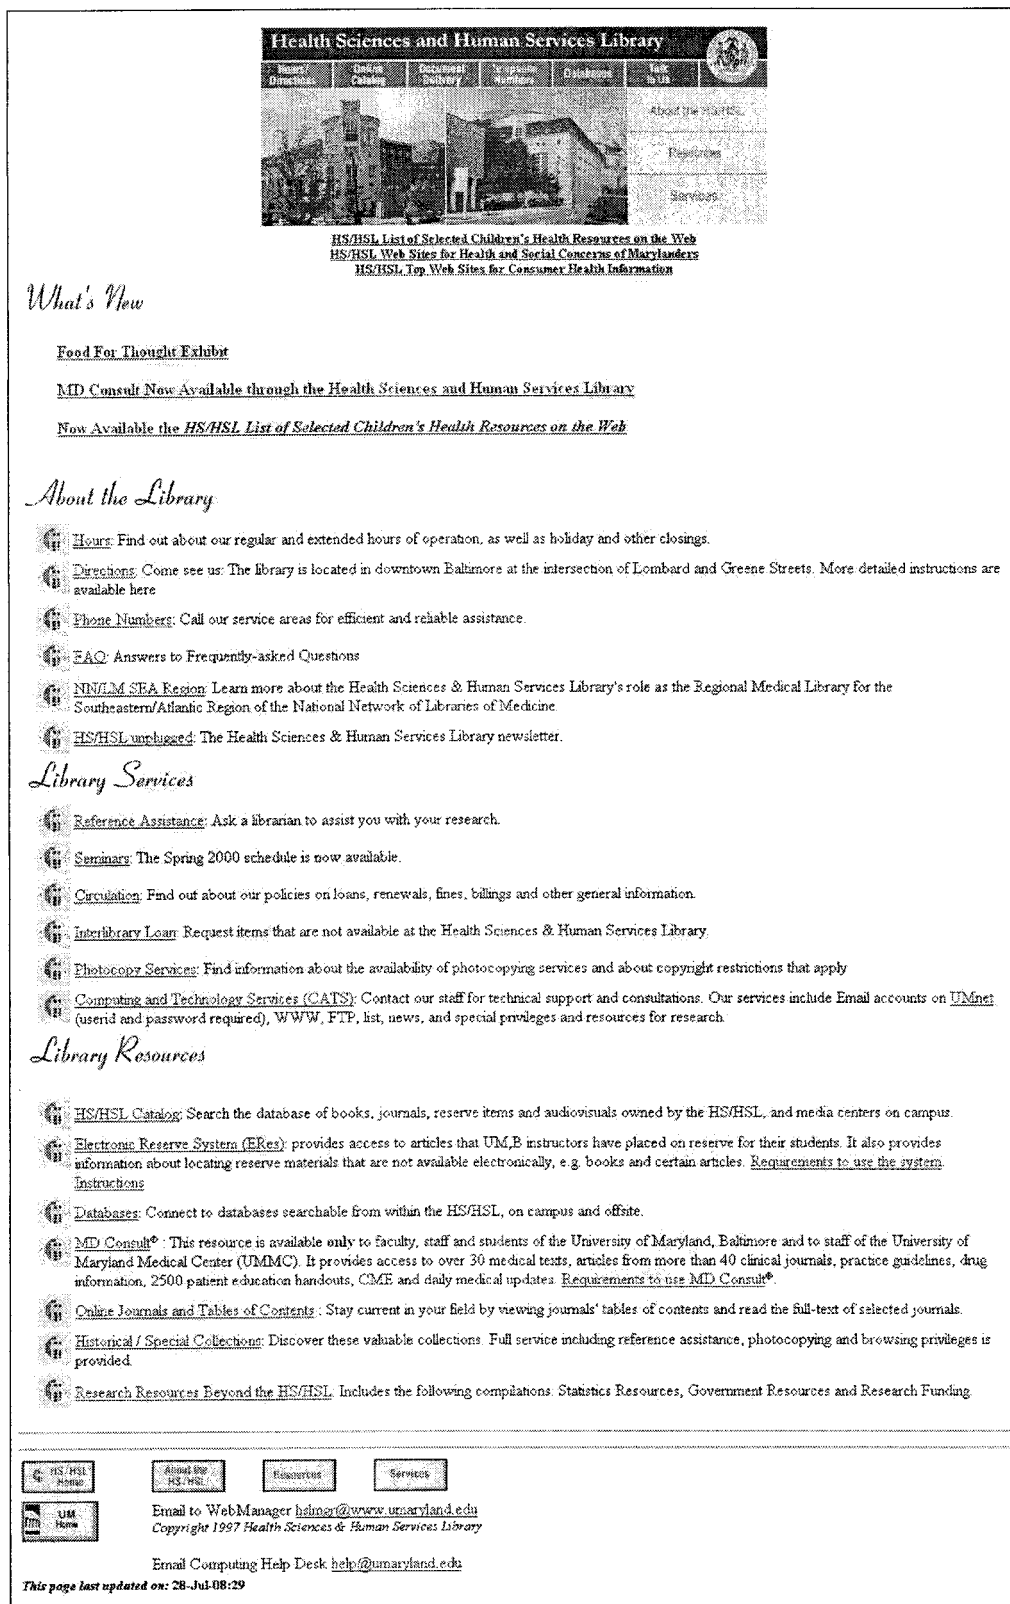 Health Sciences and Human Services Library
Hours/ Directions
Online Catalog
Document Delivery
Telephone Numbers
Databases
Talk to Us
About the HS/HSL
Resources
Services
HS/HSL List of Selected Children's Health Resources on the Web
HS/HSL Web Sites for Health and Social Concerns of Marylanders
HS/HSL Top Web Sites for Consumer Health Information
What's New
Food For Thought Exhibit
MD Consult Now Available through the Health Sciences and Human Services Library
Now Available the HS/HSL List of Selected Children's Health Resources on the Web
About the Library
Hours: Find out about our regular and extended hours of operation, as well as holiday and other closings.
Directions: Come see us: The library is located in downtown Baltimore at the intersection of Lombard and Greene Streets. More detailed instructions are
available here
Phone Numbers: Call our service areas for efficient and reliable assistance.
FAQ: Answers to Frequently-asked Questions
NN/LM SEA Region: Learn more about the Health Sciences & Human Services Library's role as the Regional Medical Library for the
Southeastern/Atlantic Region of the National Network of Libraries of Medicine.
HS/HSL unplugged: The Health Sciences & Human Services Library newsletter.
Library Services
Reference Assistance: Ask a librarian to assist you with your research.
Seminars: The Spring 2000 schedule is now available.
Circulation: Find out about our policies on loans, renewals, fines, billings and other general information.
Interlibrary Loan: Request items that are not available at the Health Sciences & Human Services Library.
Photocopy Services: Find information about the availability of photocopying services and about copyright restrictions that apply
Computing and Technology Services (CATS): Contact our staff for technical support and consultations. Our services include Email accounts on UMnet
(userid and password required), WWW, FTP, list, news, and special privileges and resources for research.
Library Resources
HS/HSL Catalog: Search the database of books, journals, reserve items and audiovisuals owned by the HS/HSL, and media centers on campus.
Electronic Reserve System (ERes): provides access to articles that UM,B instructors have placed on reserve for their students. It also provides
information about locating reserve materials that are not available electronically, e.g. books and certain articles. Requirements to use the system.
Instructions
Databases: Connect to databases searchable from within the HS/HSL, on campus and offsite.
MD Consult® : This resource is available only to faculty, staff and students of the University of Maryland, Baltimore and to staff of the University of
Maryland Medical Center (UMMC). It provides access to over 30 medical texts, articles from more than 40 clinical journals, practice guidelines, drug
information, 2500 patient education handouts, CME and daily medical updates. Requirements to use MD Consult®.
Online Journals and Tables of Contents : Stay current in your field by viewing journals' tables of contents and read the full-text of selected journals.
Historical / Special Collections: Discover these valuable collections. Full service including reference assistance, photocopying and browsing privileges is
provided.
Research Resources Beyond the HS/HSL: Includes the following compilations: Statistics Resources, Government Resources and Research Funding.
HS/HSL Home
About the HS/HSL
Resources
Services
UM Home
Email to WebManager hslmgr@www.umaryland.edu
Copyright 1997 Health Sciences & Human Services Library
Email Computing Help Desk help@umaryland.edu
This page last updated on: 28-Jul-08:29